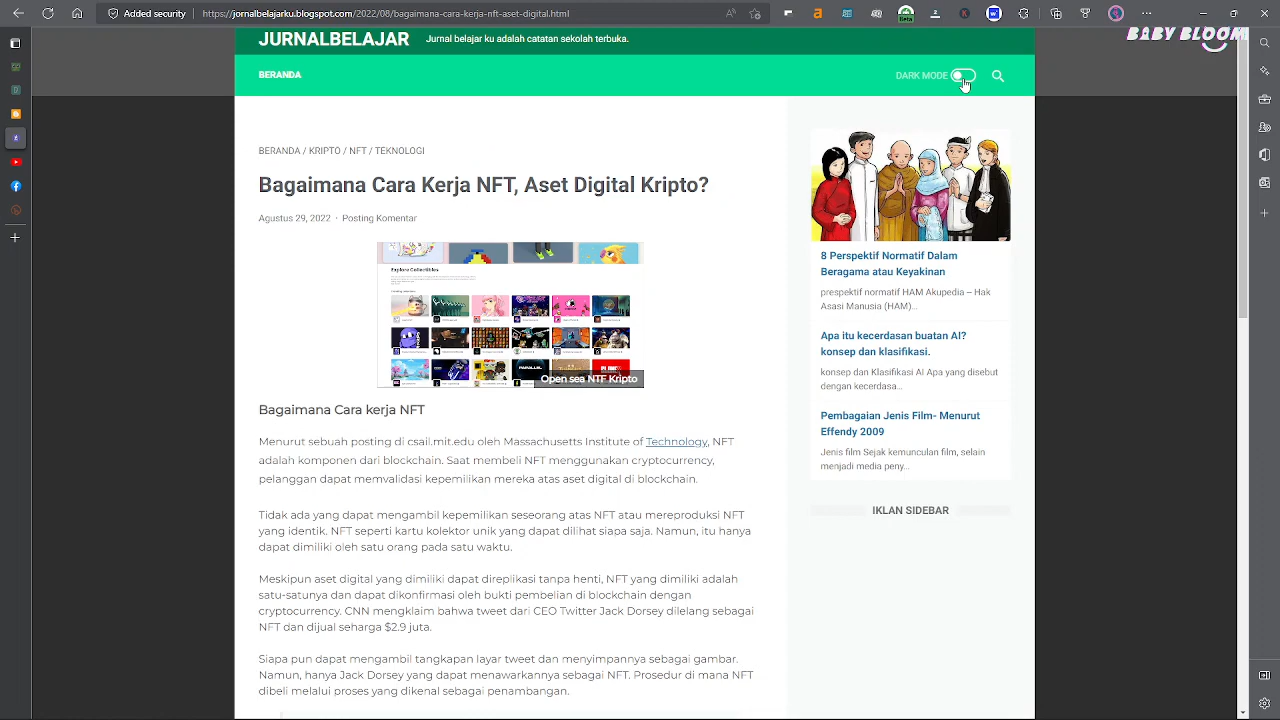 https://www.jurnalbelajar.com/2022/08/cara-kerja-nft.html
Beta
BABY BLOOM
JURNALBELAJAR
Jurnal belajar ku adalah catatan sekolah terbuka.
BERANDA
DARK MODE
BERANDA / KRIPTO / NFT / TEKNOLOGI
Bagaimana Cara Kerja NFT, Aset Digital Kripto?
Agustus 29, 2022 · Posting Komentar
Explore Collectibles
Open sea NTF Kripto
Bagaimana Cara kerja NFT
Menurut sebuah posting di csail.mit.edu oleh Massachusetts Institute of Technology, NFT
adalah komponen dari blockchain. Saat membeli NFT menggunakan cryptocurrency,
pelanggan dapat memvalidasi kepemilikan mereka atas aset digital di blockchain.
Tidak ada yang dapat mengambil kepemilikan seseorang atas NFT atau mereproduksi NFT
yang identik. NFT seperti kartu kolektor unik yang dapat dilihat siapa saja. Namun, itu hanya
dapat dimiliki oleh satu orang pada satu waktu.
Meskipun aset digital yang dimiliki dapat direplikasi tanpa henti, NFT yang dimiliki adalah
satu-satunya dan dapat dikonfirmasi oleh bukti pembelian di blockchain dengan
cryptocurrency. CNN mengklaim bahwa tweet dari CEO Twitter Jack Dorsey dilelang sebagai
NFT dan dijual seharga $2.9 juta.
Siapa pun dapat mengambil tangkapan layar tweet dan menyimpannya sebagai gambar.
Namun, hanya Jack Dorsey yang dapat menawarkannya sebagai NFT. Prosedur di mana NFT
dibeli melalui proses yang dikenal sebagai penambangan.
8 Perspektif Normatif Dalam
Beragama atau Keyakinan
prespektif normatif HAM Akupedia – Hak
Asasi Manusia (HAM)...
Apa itu kecerdasan buatan AI?
konsep dan klasifikasi.
konsep dan Klasifikasi AI Apa yang disebut
dengan kecerdasa...
Pembagaian Jenis Film- Menurut
Effendy 2009
Jenis film Sejak kemunculan film, selain
menjadi media peny...
IKLAN SIDEBAR